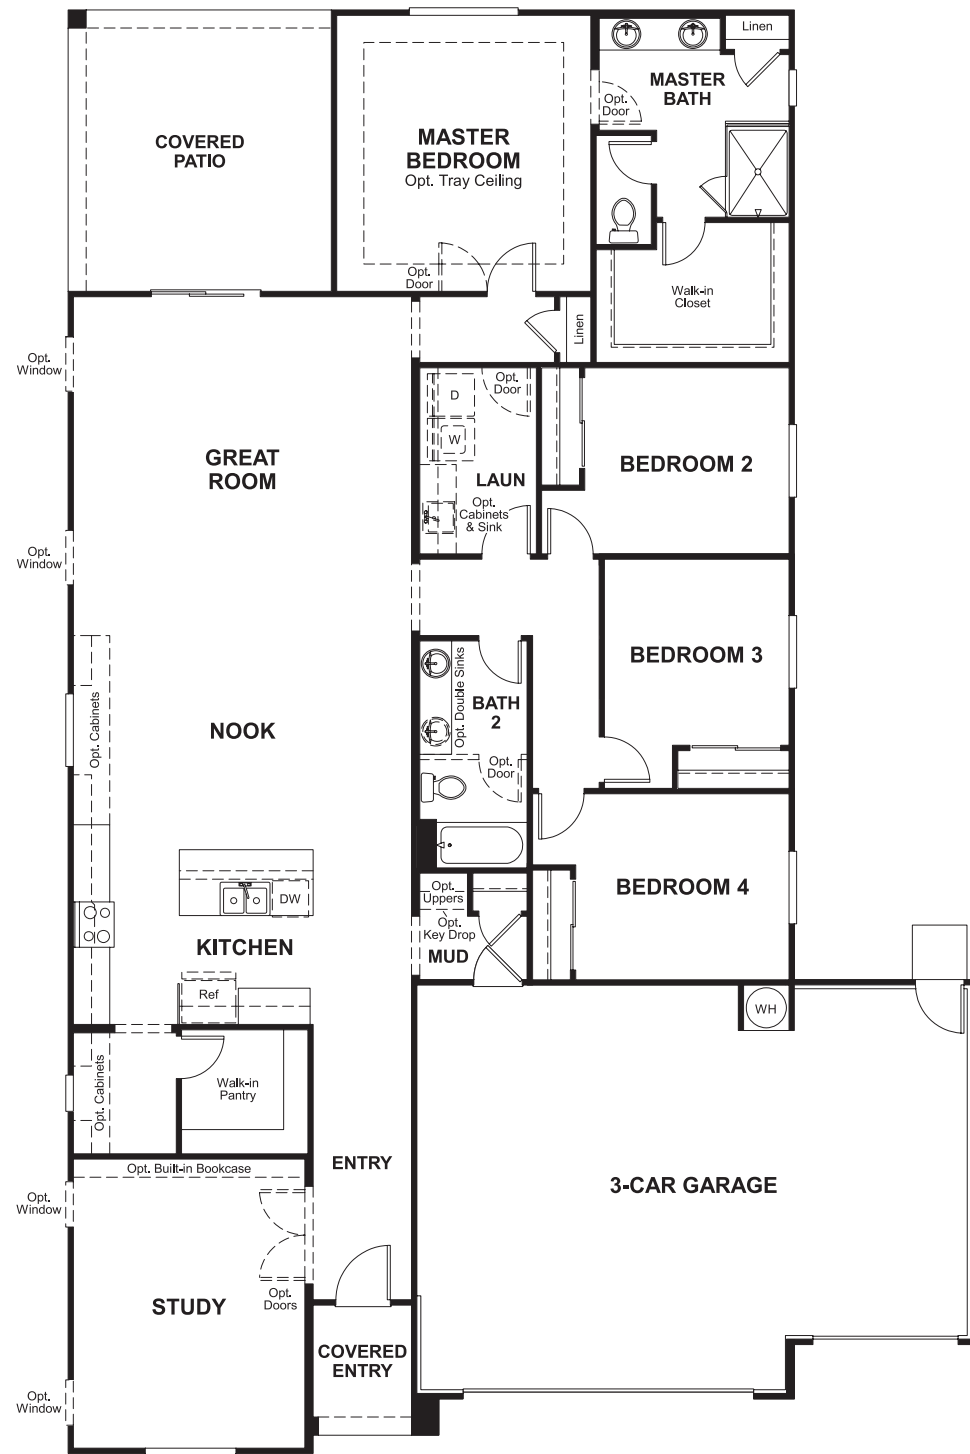 Linen
MASTER
BATH
Opt.
Door
COVERED
PATIO
MASTER
BEDROOM
Opt. Tray Ceiling
Opt.
Door
Walk-in
Closet
Linen
Opt.
Window
Opt.
Door
D
W
LAUN
Opt.
Cabinets
& Sink
BEDROOM 2
GREAT
ROOM
Opt.
Window
BEDROOM 3
Opt. Double Sinks
BATH
2
Opt.
Door
Opt. Cabinets
NOOK
BEDROOM 4
Opt.
Uppers
Opt.
Key Drop
MUD
DW
KITCHEN
Ref
WH
Opt. Cabinets
Walk-in
Pantry
ENTRY
Opt. Built-in Bookcase
Opt.
Window
3-CAR GARAGE
Opt.
Doors
STUDY
COVERED
ENTRY
Opt.
Window